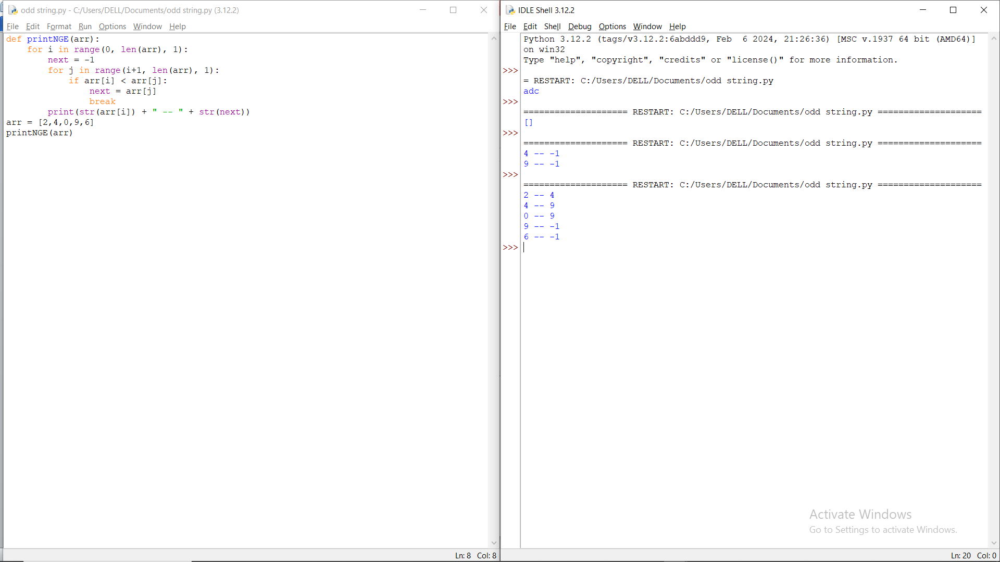 odd string.py - C:/Users/DELL/Documents/odd string.py (3.12.2)
File Edit Format Run Options Window Help
def printNGE(arr):
    for i in range(0, len(arr), 1):
        next = -1
        for j in range(i+1, len(arr), 1):
            if arr[i] < arr[j]:
                next = arr[j]
                break
        print(str(arr[i]) + " -- " + str(next))
arr = [2,4,0,9,6]
printNGE(arr)
Ln: 8 Col: 8
IDLE Shell 3.12.2
File Edit Shell Debug Options Window Help
Python 3.12.2 (tags/v3.12.2:6abddd9, Feb  6 2024, 21:26:36) [MSC v.1937 64 bit (AMD64)]
on win32
Type "help", "copyright", "credits" or "license()" for more information.
>>>
= RESTART: C:/Users/DELL/Documents/odd string.py
adc
>>>
==================== RESTART: C:/Users/DELL/Documents/odd string.py ====================
[]
>>>
==================== RESTART: C:/Users/DELL/Documents/odd string.py ====================
4 -- -1
9 -- -1
>>>
==================== RESTART: C:/Users/DELL/Documents/odd string.py ====================
2 -- 4
4 -- 9
0 -- 9
9 -- -1
6 -- -1
>>>
Activate Windows
Go to Settings to activate Windows.
Ln: 20 Col: 0